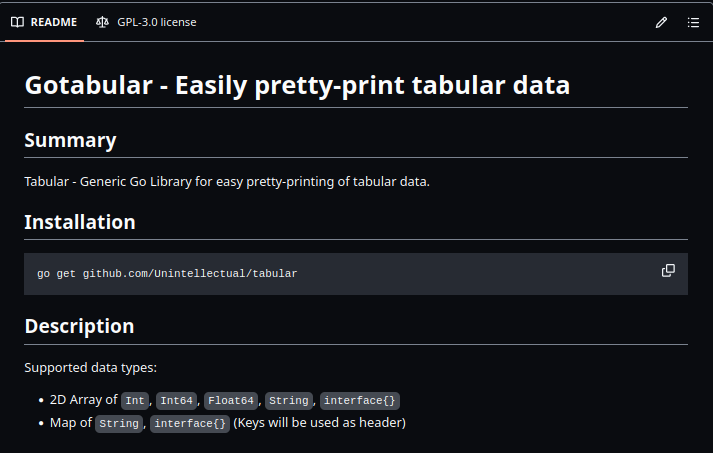 README GPL-3.0 license
Gotabular - Easily pretty-print tabular data
Summary
Tabular - Generic Go Library for easy pretty-printing of tabular data.
Installation
go get github.com/Unintellectual/tabular
Description
Supported data types:
• 2D Array of Int, Int64, Float64, String, interface{}
• Map of String, interface{} (Keys will be used as header)